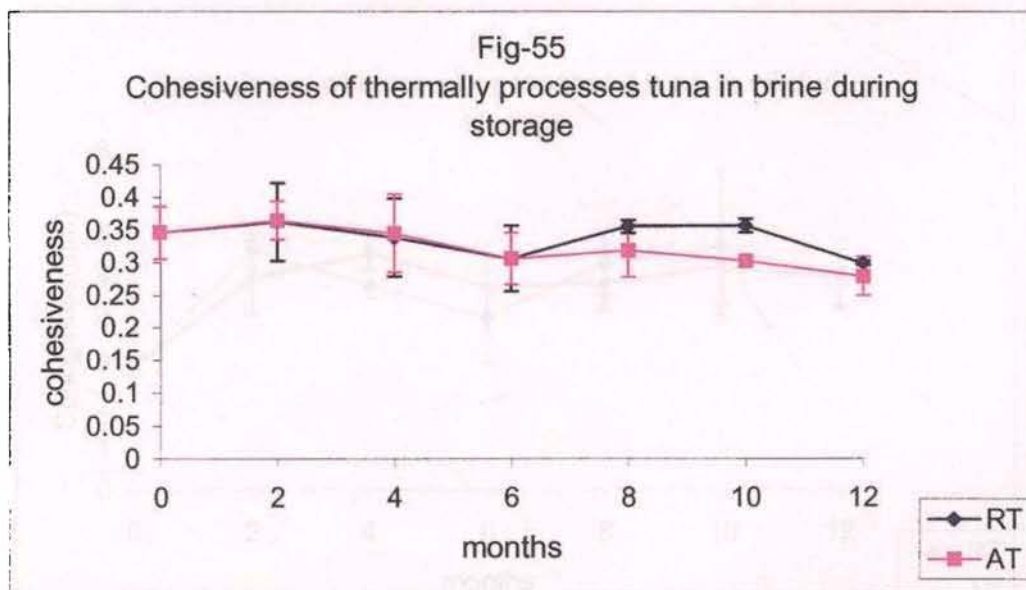 Fig-55
Cohesiveness of thermally processes tuna in brine during
storage
cohesiveness
0.45
0.4
0.35
0.3
0.25
0.2
0.15
0.1
0.05
0
0 2 4 6 8 10 12
months
RT
AT